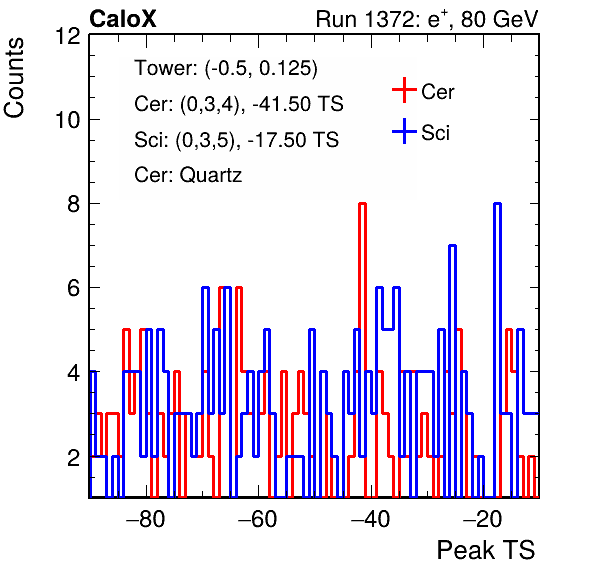 CaloX Run 1372: e⁺, 80 GeV
Counts
12
10
8
6
4
2
Tower: (-0.5, 0.125)
Cer: (0,3,4), -41.50 TS
Sci: (0,3,5), -17.50 TS
Cer: Quartz
Cer
Sci
−80 −60 −40 −20
Peak TS